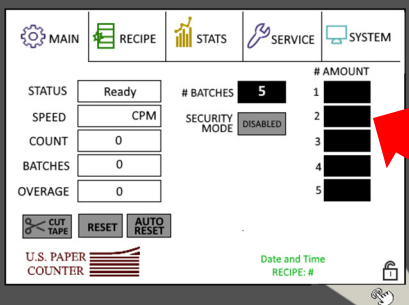 MAIN RECIPE STATS SERVICE SYSTEM
# AMOUNT
STATUS Ready # BATCHES 5 1
SPEED CPM SECURITY MODE DISABLED 2
COUNT 0 3
BATCHES 0 4
OVERAGE 0 5
CUT TAPE RESET AUTO RESET
U.S. PAPER COUNTER
Date and Time
RECIPE: #